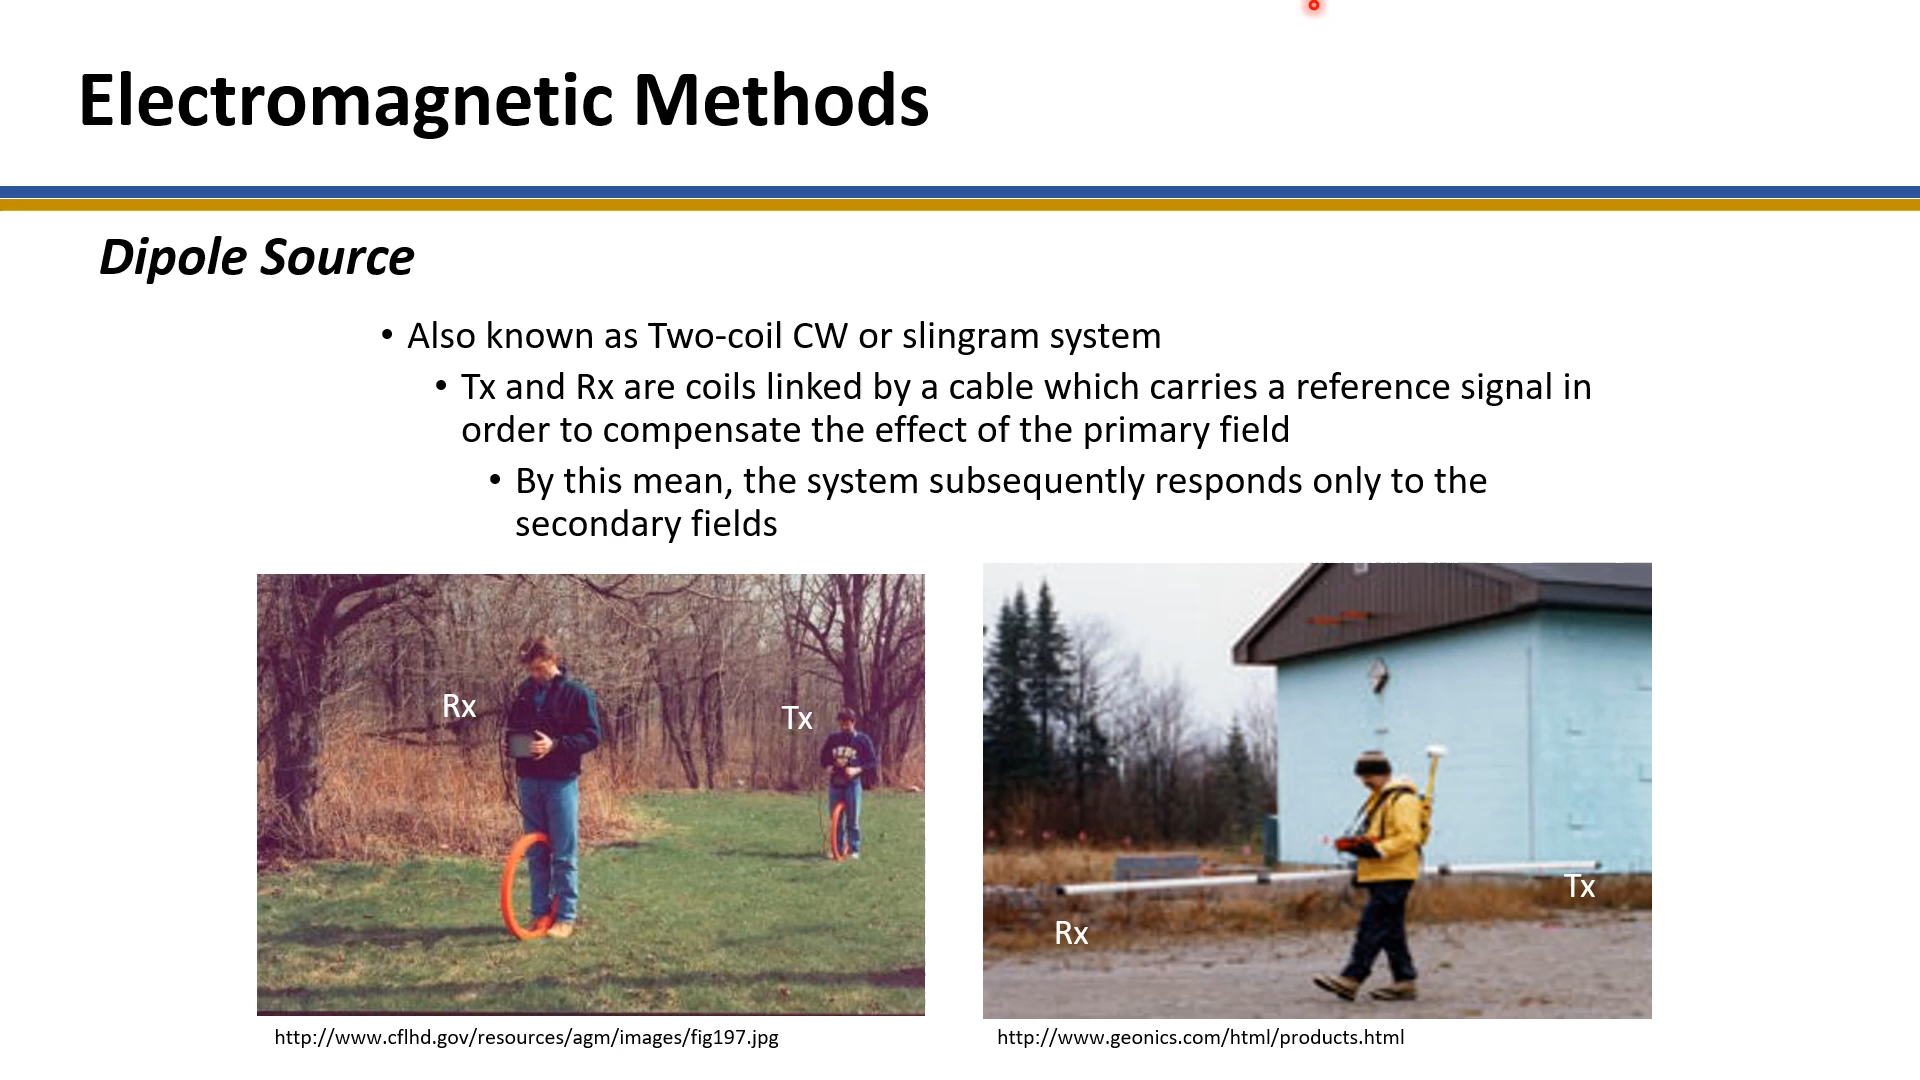 Electromagnetic Methods
Dipole Source
• Also known as Two-coil CW or slingram system
• Tx and Rx are coils linked by a cable which carries a reference signal in
order to compensate the effect of the primary field
• By this mean, the system subsequently responds only to the
secondary fields
Rx
Tx
Tx
Rx
http://www.cflhd.gov/resources/agm/images/fig197.jpg
http://www.geonics.com/html/products.html